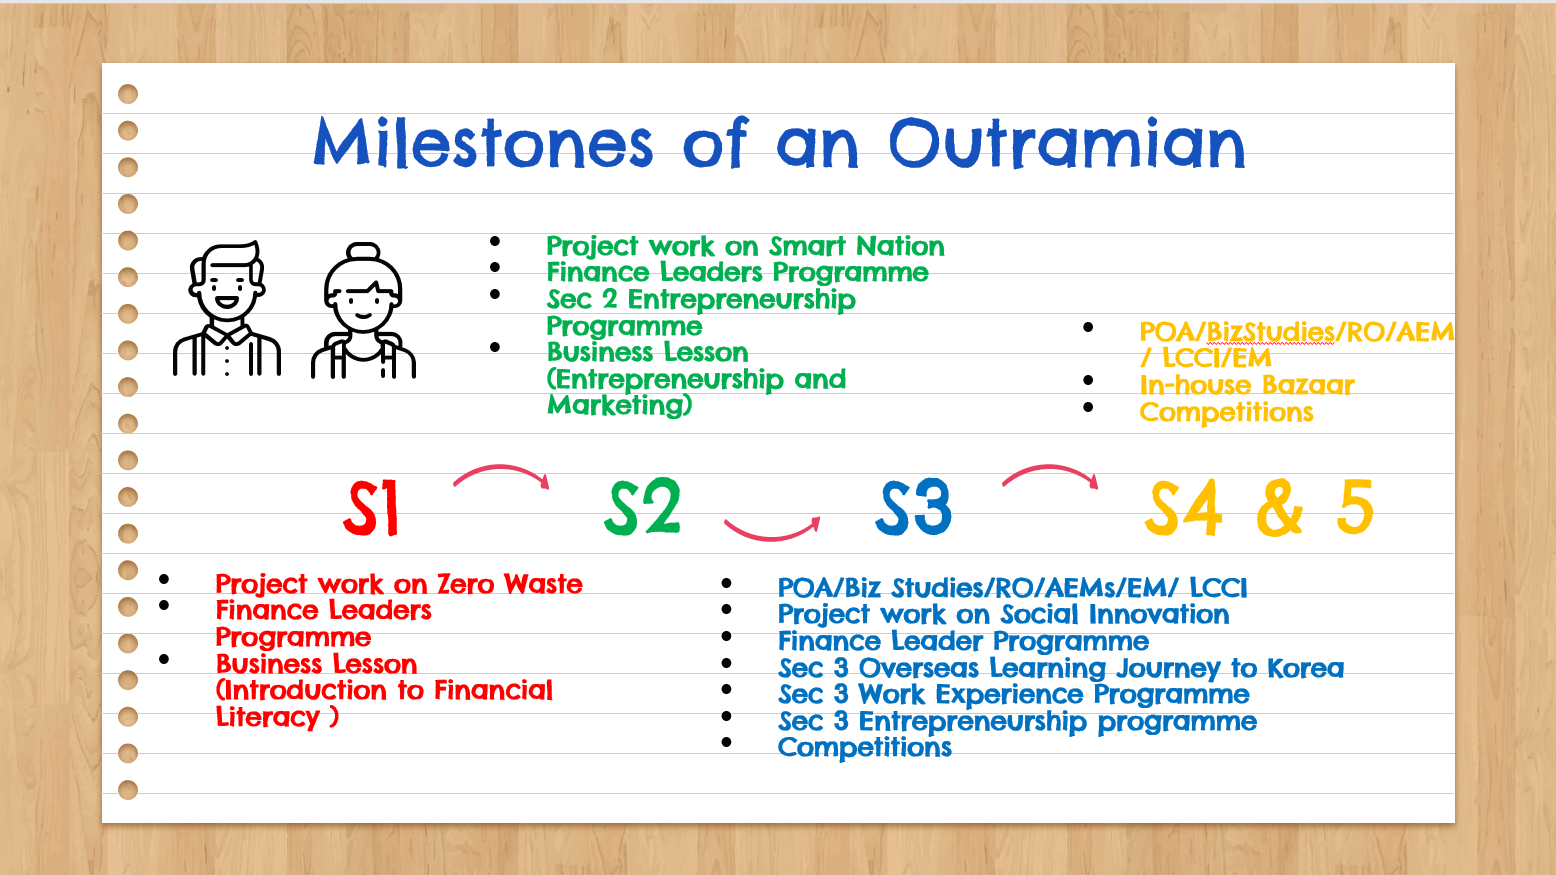 Milestones of an Outramian
Project work on Smart Nation
Finance Leaders Programme
Sec 2 Entrepreneurship
Programme
Business Lesson
(Entrepreneurship and
Marketing)
POA/BizStudies/RO/AEM
/ LCCI/EM
In-house Bazaar
Competitions
S1
S2
S3
S4 & 5
Project work on Zero Waste
Finance Leaders
Programme
Business Lesson
(Introduction to Financial
Literacy )
POA/Biz Studies/RO/AEMs/EM/ LCCI
Project work on Social Innovation
Finance Leader Programme
Sec 3 Overseas Learning Journey to Korea
Sec 3 Work Experience Programme
Sec 3 Entrepreneurship programme
Competitions